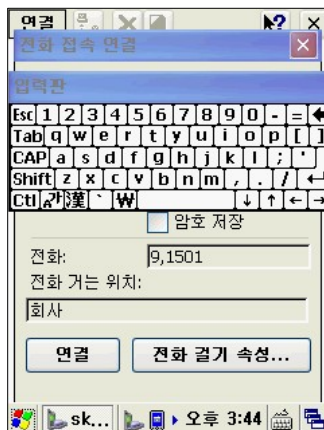 연결
전화 접속 연결
입력판
Esc 1 2 3 4 5 6 7 8 9 0 - = ←
Tab q w e r t y u i o p [ ]
CAP a s d f g h j k l ; '
Shift z x c v b n m , . / ↵
Ctl 가 漢 ` ₩ ↓ ↑ ← →
암호 저장
전화: 9,1501
전화 거는 위치:
회사
연결 전화 걸기 속성...
sk... 오후 3:44